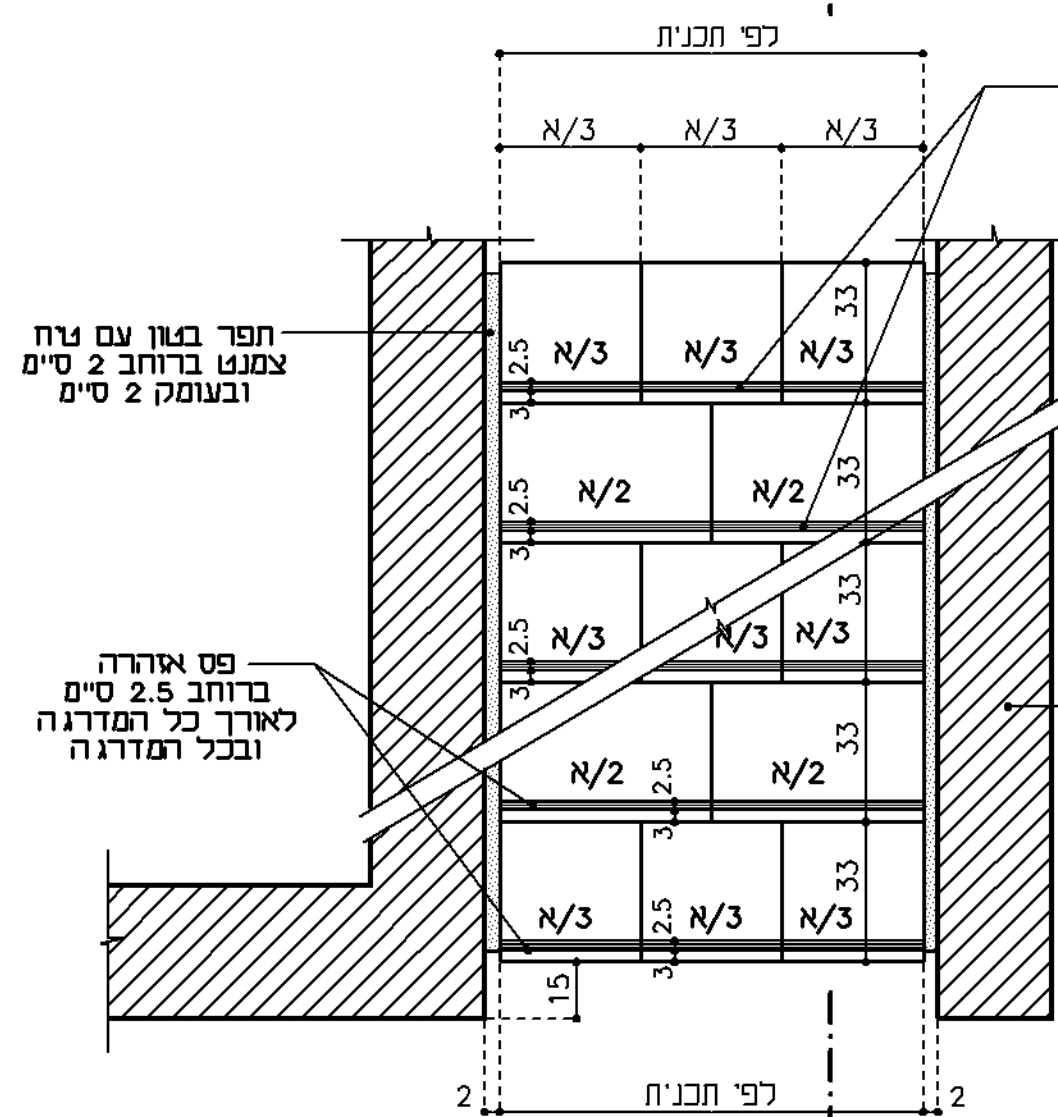 לפי תכנית
א/3 א/3 א/3
33
תפר בטון עם טיח
צמנט ברוחב 2 ס"מ
ובעומק 2 ס"מ
2.5
א/3 א/3 א/3
3
33
2.5
א/2 א/2
3
33
2.5
א/3 א/3 א/3
3
פס אזהרה
ברוחב 2.5 ס"מ
לאורך כל המדרגה
ובכל המדרגה
33
א/2 2.5 א/2
3
33
א/3 2.5 א/3 א/3
3
15
2 לפי תכנית 2